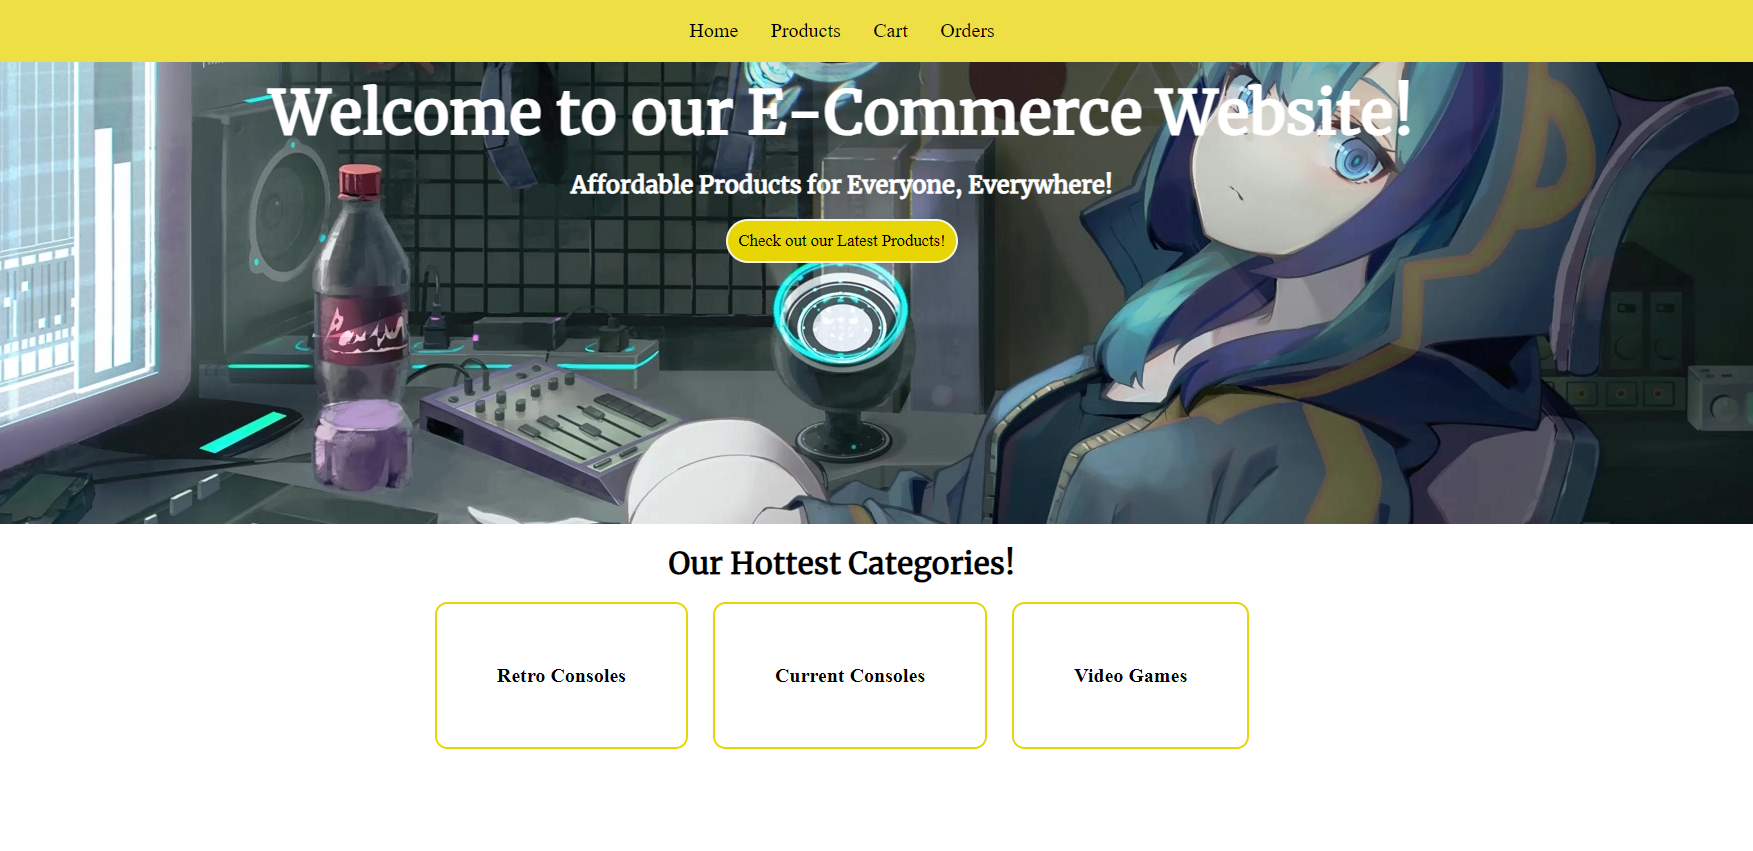 Home Products Cart Orders
Welcome to our E-Commerce Website!
Affordable Products for Everyone, Everywhere!
Check out our Latest Products!
Our Hottest Categories!
Retro Consoles
Current Consoles
Video Games